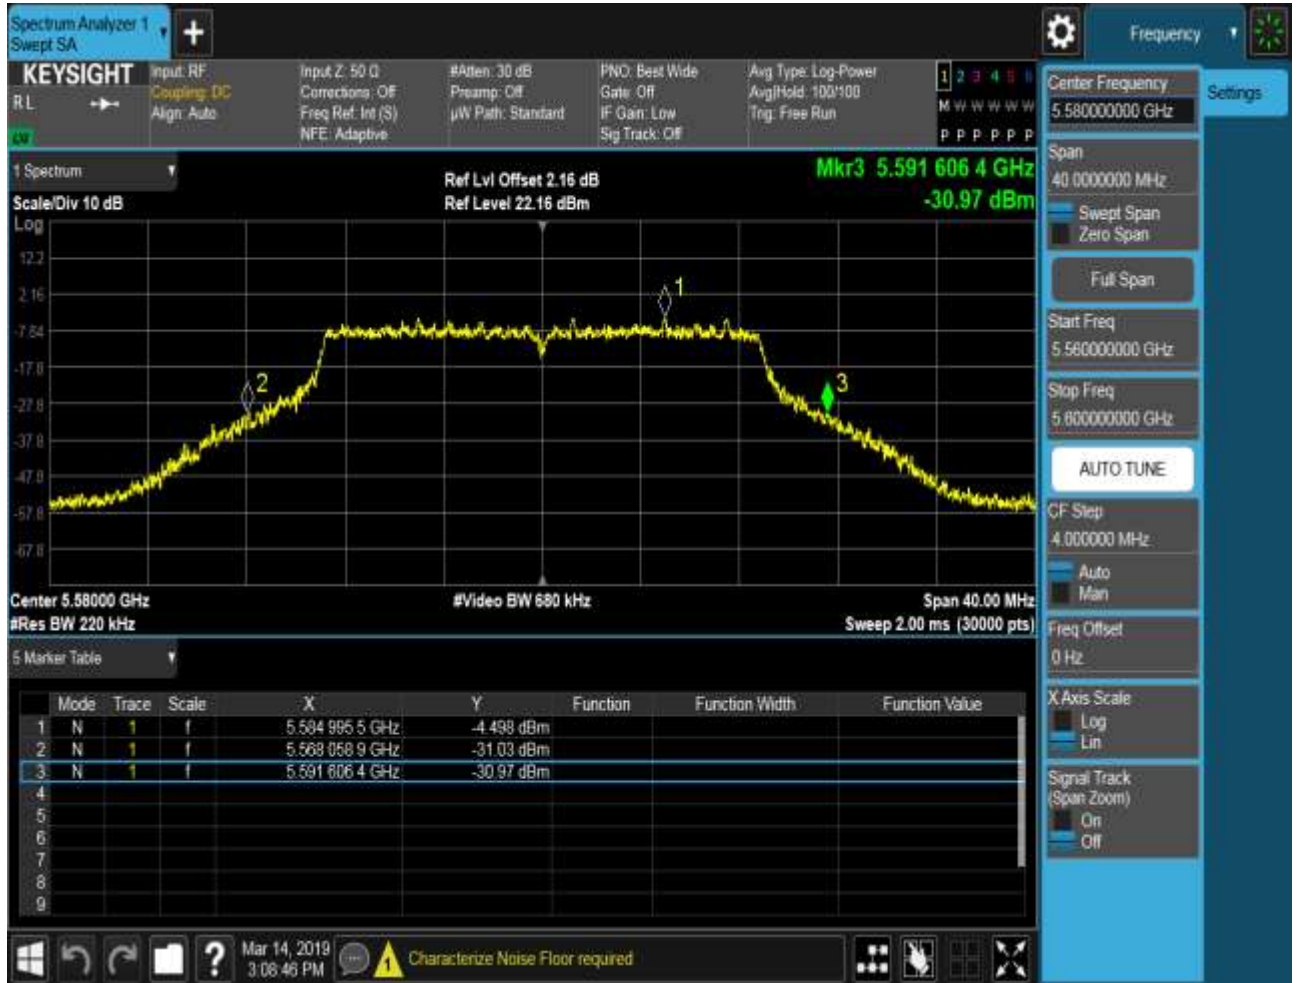 Spectrum Analyzer 1
Swept SA
Frequency
KEYSIGHT
R L
Input: RF
Coupling: DC
Align: Auto
Input Z: 50 Ω
Corrections: Off
Freq Ref: Int (S)
NFE: Adaptive
#Atten: 30 dB
Preamp: Off
µW Path: Standard
PNO: Best Wide
Gate: Off
IF Gain: Low
Sig Track: Off
Avg Type: Log-Power
Avg|Hold: 100/100
Trig: Free Run
1 2 3 4 5 6
M W W W W W
P P P P P P
1 Spectrum
Scale/Div 10 dB
Ref Lvl Offset 2.16 dB
Ref Level 22.16 dBm
Mkr3 5.591 606 4 GHz
-30.97 dBm
Log
12.2
2.16
-7.84
-17.8
-27.8
-37.8
-47.8
-57.8
-67.8
1
2
3
Center 5.58000 GHz
#Res BW 220 kHz
#Video BW 680 kHz
Span 40.00 MHz
Sweep 2.00 ms (30000 pts)
5 Marker Table
Mode Trace Scale X Y Function Function Width Function Value
1 N 1 f 5.584 995 5 GHz -4.498 dBm
2 N 1 f 5.568 058 9 GHz -31.03 dBm
3 N 1 f 5.591 606 4 GHz -30.97 dBm
4
5
6
7
8
9
Mar 14, 2019
3:08:46 PM
1
Characterize Noise Floor required
Center Frequency
5.580000000 GHz
Settings
Span
40.0000000 MHz
Swept Span
Zero Span
Full Span
Start Freq
5.560000000 GHz
Stop Freq
5.600000000 GHz
AUTO TUNE
CF Step
4.000000 MHz
Auto
Man
Freq Offset
0 Hz
X Axis Scale
Log
Lin
Signal Track
(Span Zoom)
On
Off